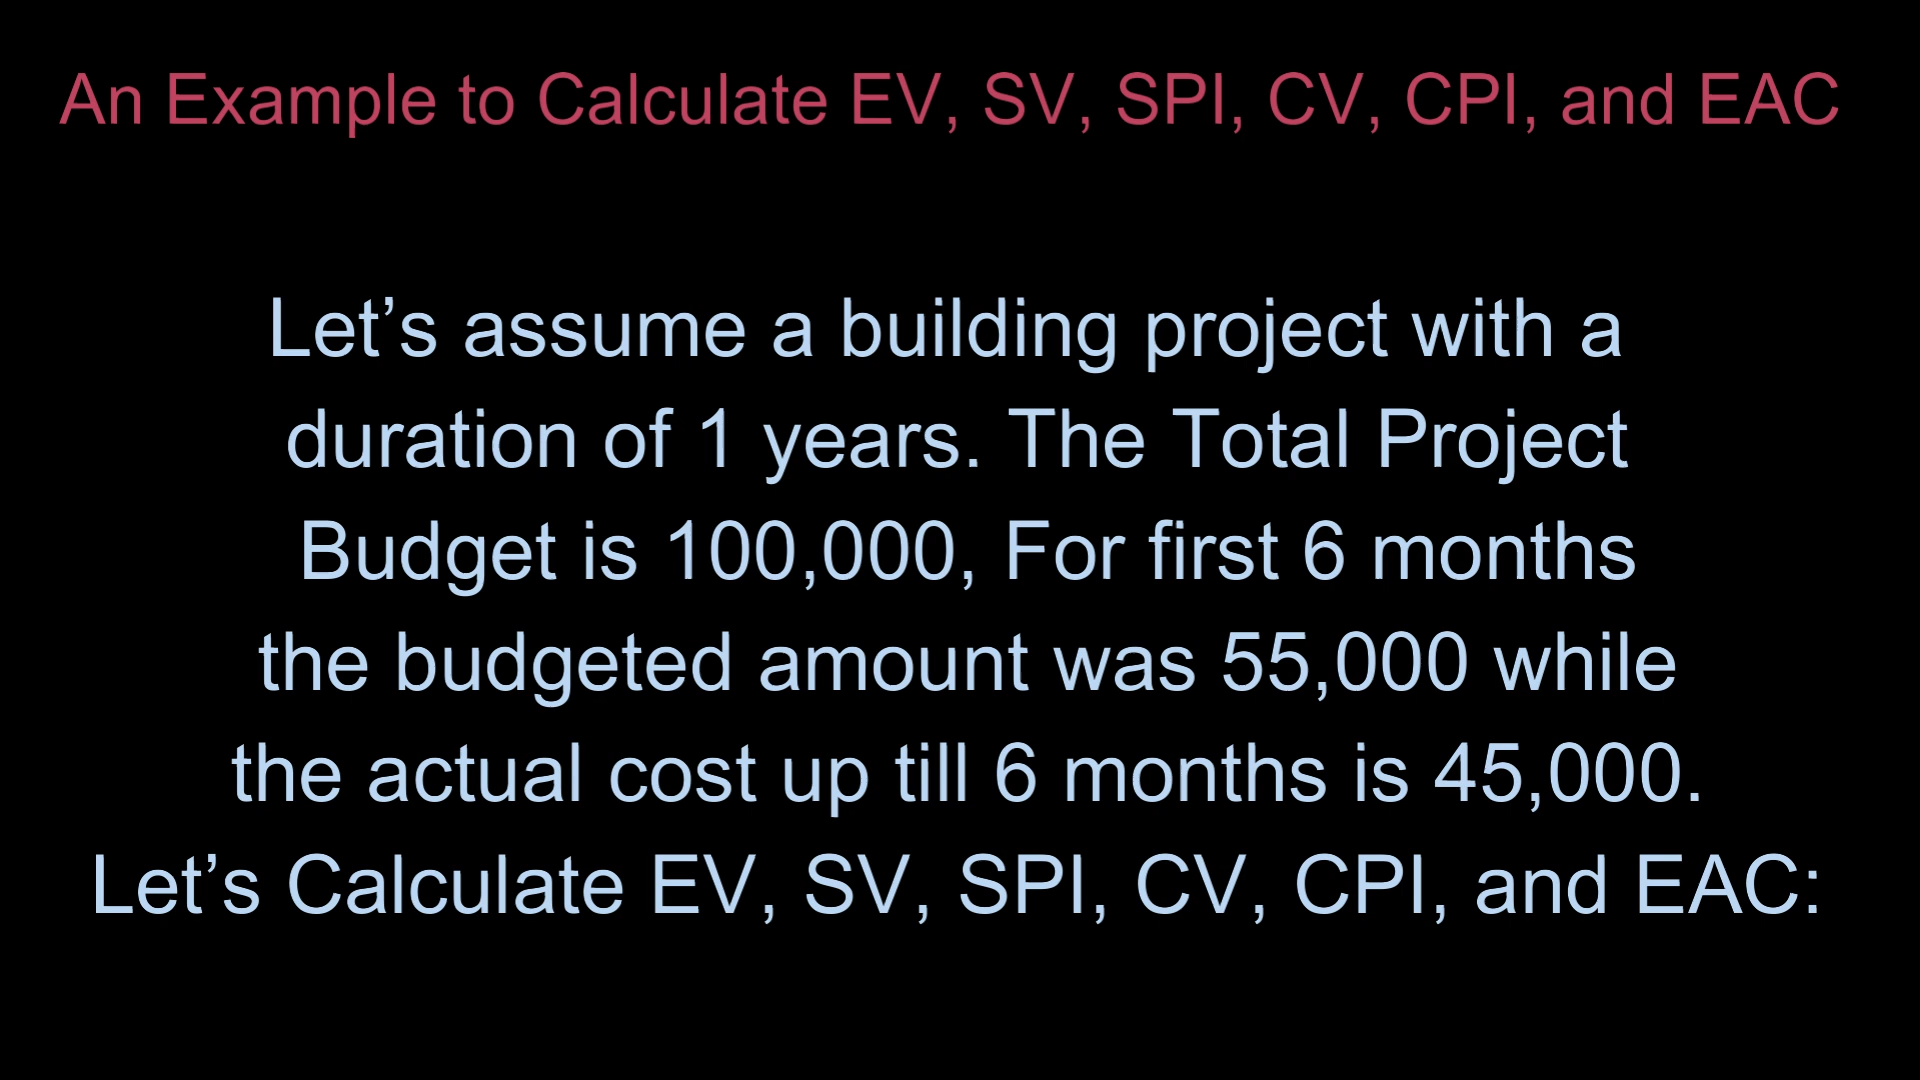 An Example to Calculate EV, SV, SPI, CV, CPI, and EAC
Let’s assume a building project with a
duration of 1 years. The Total Project
Budget is 100,000, For first 6 months
the budgeted amount was 55,000 while
the actual cost up till 6 months is 45,000.
Let’s Calculate EV, SV, SPI, CV, CPI, and EAC: